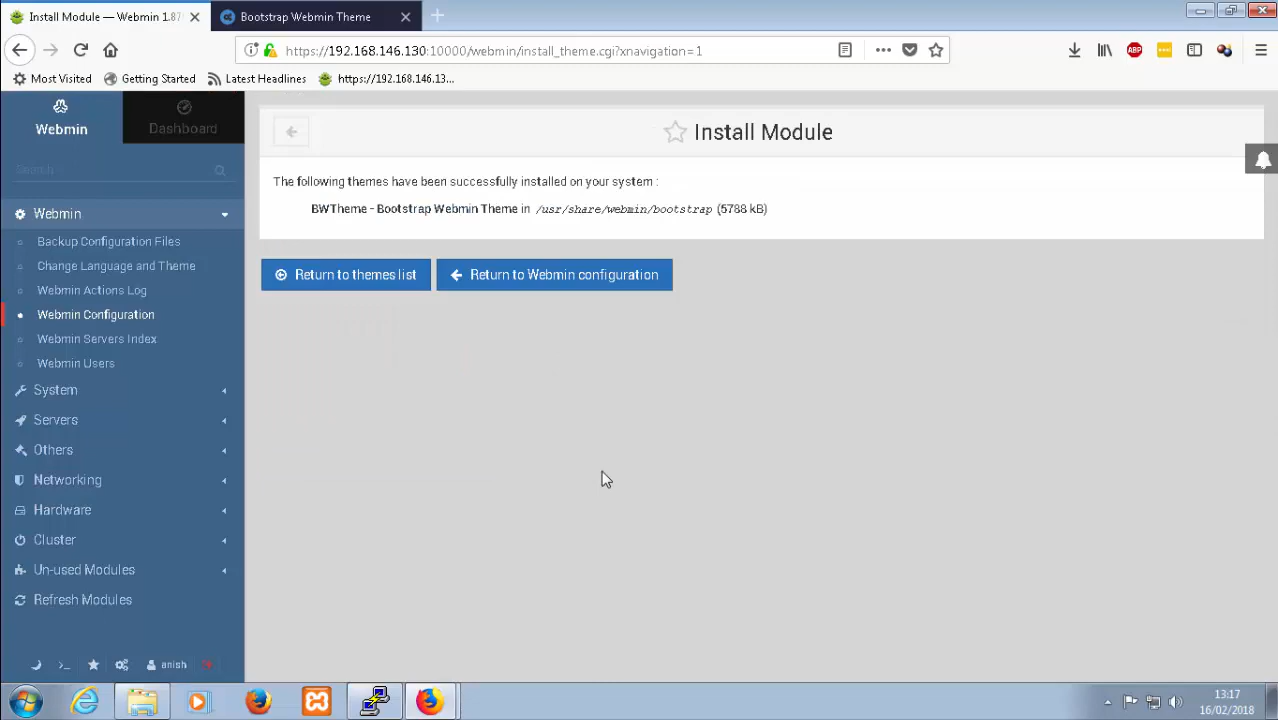 Install Module — Webmin 1.87
Bootstrap Webmin Theme
https://192.168.146.130:10000/webmin/install_theme.cgi?xnavigation=1
ABP
Most Visited
Getting Started
Latest Headlines
https://192.168.146.13...
Webmin
Dashboard
Search
Install Module
The following themes have been successfully installed on your system :
BWTheme - Bootstrap Webmin Theme in /usr/share/webmin/bootstrap (5788 kB)
Return to themes list
Return to Webmin configuration
Webmin
Backup Configuration Files
Change Language and Theme
Webmin Actions Log
Webmin Configuration
Webmin Servers Index
Webmin Users
System
Servers
Others
Networking
Hardware
Cluster
Un-used Modules
Refresh Modules
anish
13:17
16/02/2018